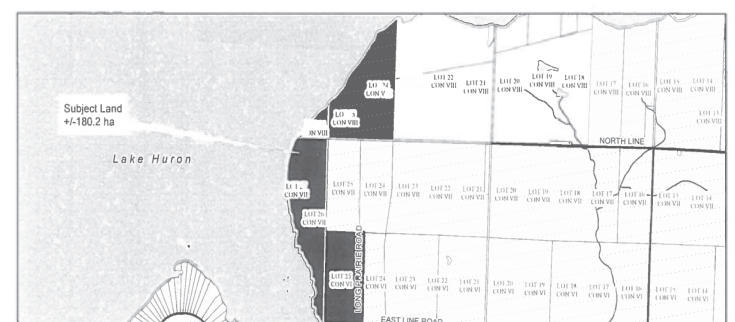 Subject Land
+/-180.2 ha
Lake Huron
CON V
LOT 22
CON VIII
LOT 21
CON VIII
LOT 20
CON VIII
LOT 19
CON VIII
LOT 18
CON VIII
LOT 17
CON VIII
LOT 16
CON VIII
LOT 15
CON VIII
LOT 14
CON VIII
LOT 13
CON VIII
CON VIII
NORTH LINE
CON VII
LOT 26
CON VII
LOT 25
CON VII
LOT 24
CON VII
LOT 23
CON VII
LOT 22
CON VII
LOT 21
CON VII
LOT 20
CON VII
LOT 19
CON VII
LOT 18
CON VII
LOT 17
CON VII
LOT 16
CON VII
LOT 15
CON VII
LOT 14
CON VII
LONG PRAIRIE ROAD
LOT 25
CON VI
LOT 24
CON VI
LOT 23
CON VI
LOT 22
CON VI
LOT 21
CON VI
LOT 20
CON VI
LOT 19
CON VI
LOT 18
CON VI
LOT 17
CON VI
LOT 16
CON VI
LOT 15
CON VI
LOT 14
CON VI
EAST LINE ROAD